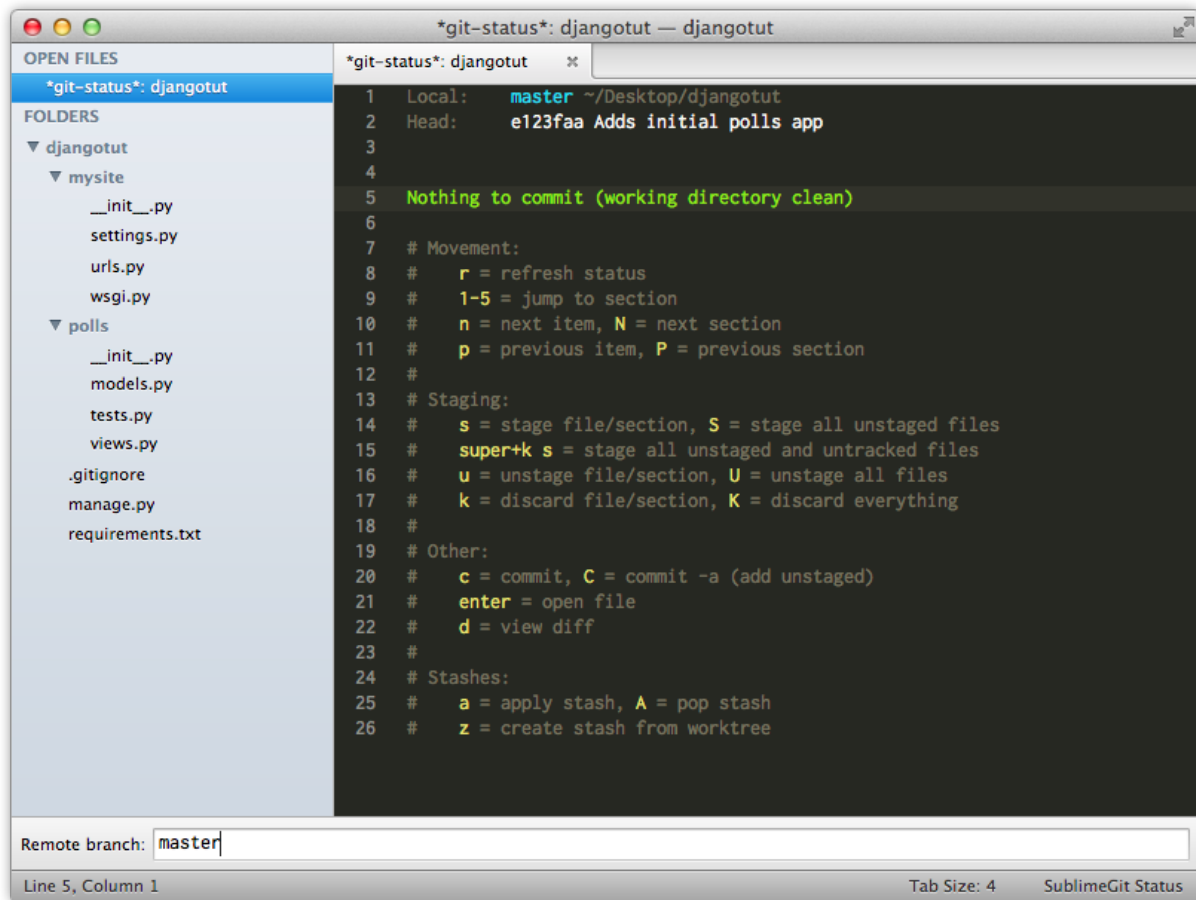 *git-status*: djangotut — djangotut
OPEN FILES
*git-status*: djangotut
FOLDERS
djangotut
mysite
__init__.py
settings.py
urls.py
wsgi.py
polls
__init__.py
models.py
tests.py
views.py
.gitignore
manage.py
requirements.txt
*git-status*: djangotut
1 Local: master ~/Desktop/djangotut
2 Head: e123faa Adds initial polls app
3
4
5 Nothing to commit (working directory clean)
6
7 # Movement:
8 # r = refresh status
9 # 1-5 = jump to section
10 # n = next item, N = next section
11 # p = previous item, P = previous section
12 #
13 # Staging:
14 # s = stage file/section, S = stage all unstaged files
15 # super+k s = stage all unstaged and untracked files
16 # u = unstage file/section, U = unstage all files
17 # k = discard file/section, K = discard everything
18 #
19 # Other:
20 # c = commit, C = commit -a (add unstaged)
21 # enter = open file
22 # d = view diff
23 #
24 # Stashes:
25 # a = apply stash, A = pop stash
26 # z = create stash from worktree
Remote branch: master
Line 5, Column 1 Tab Size: 4 SublimeGit Status